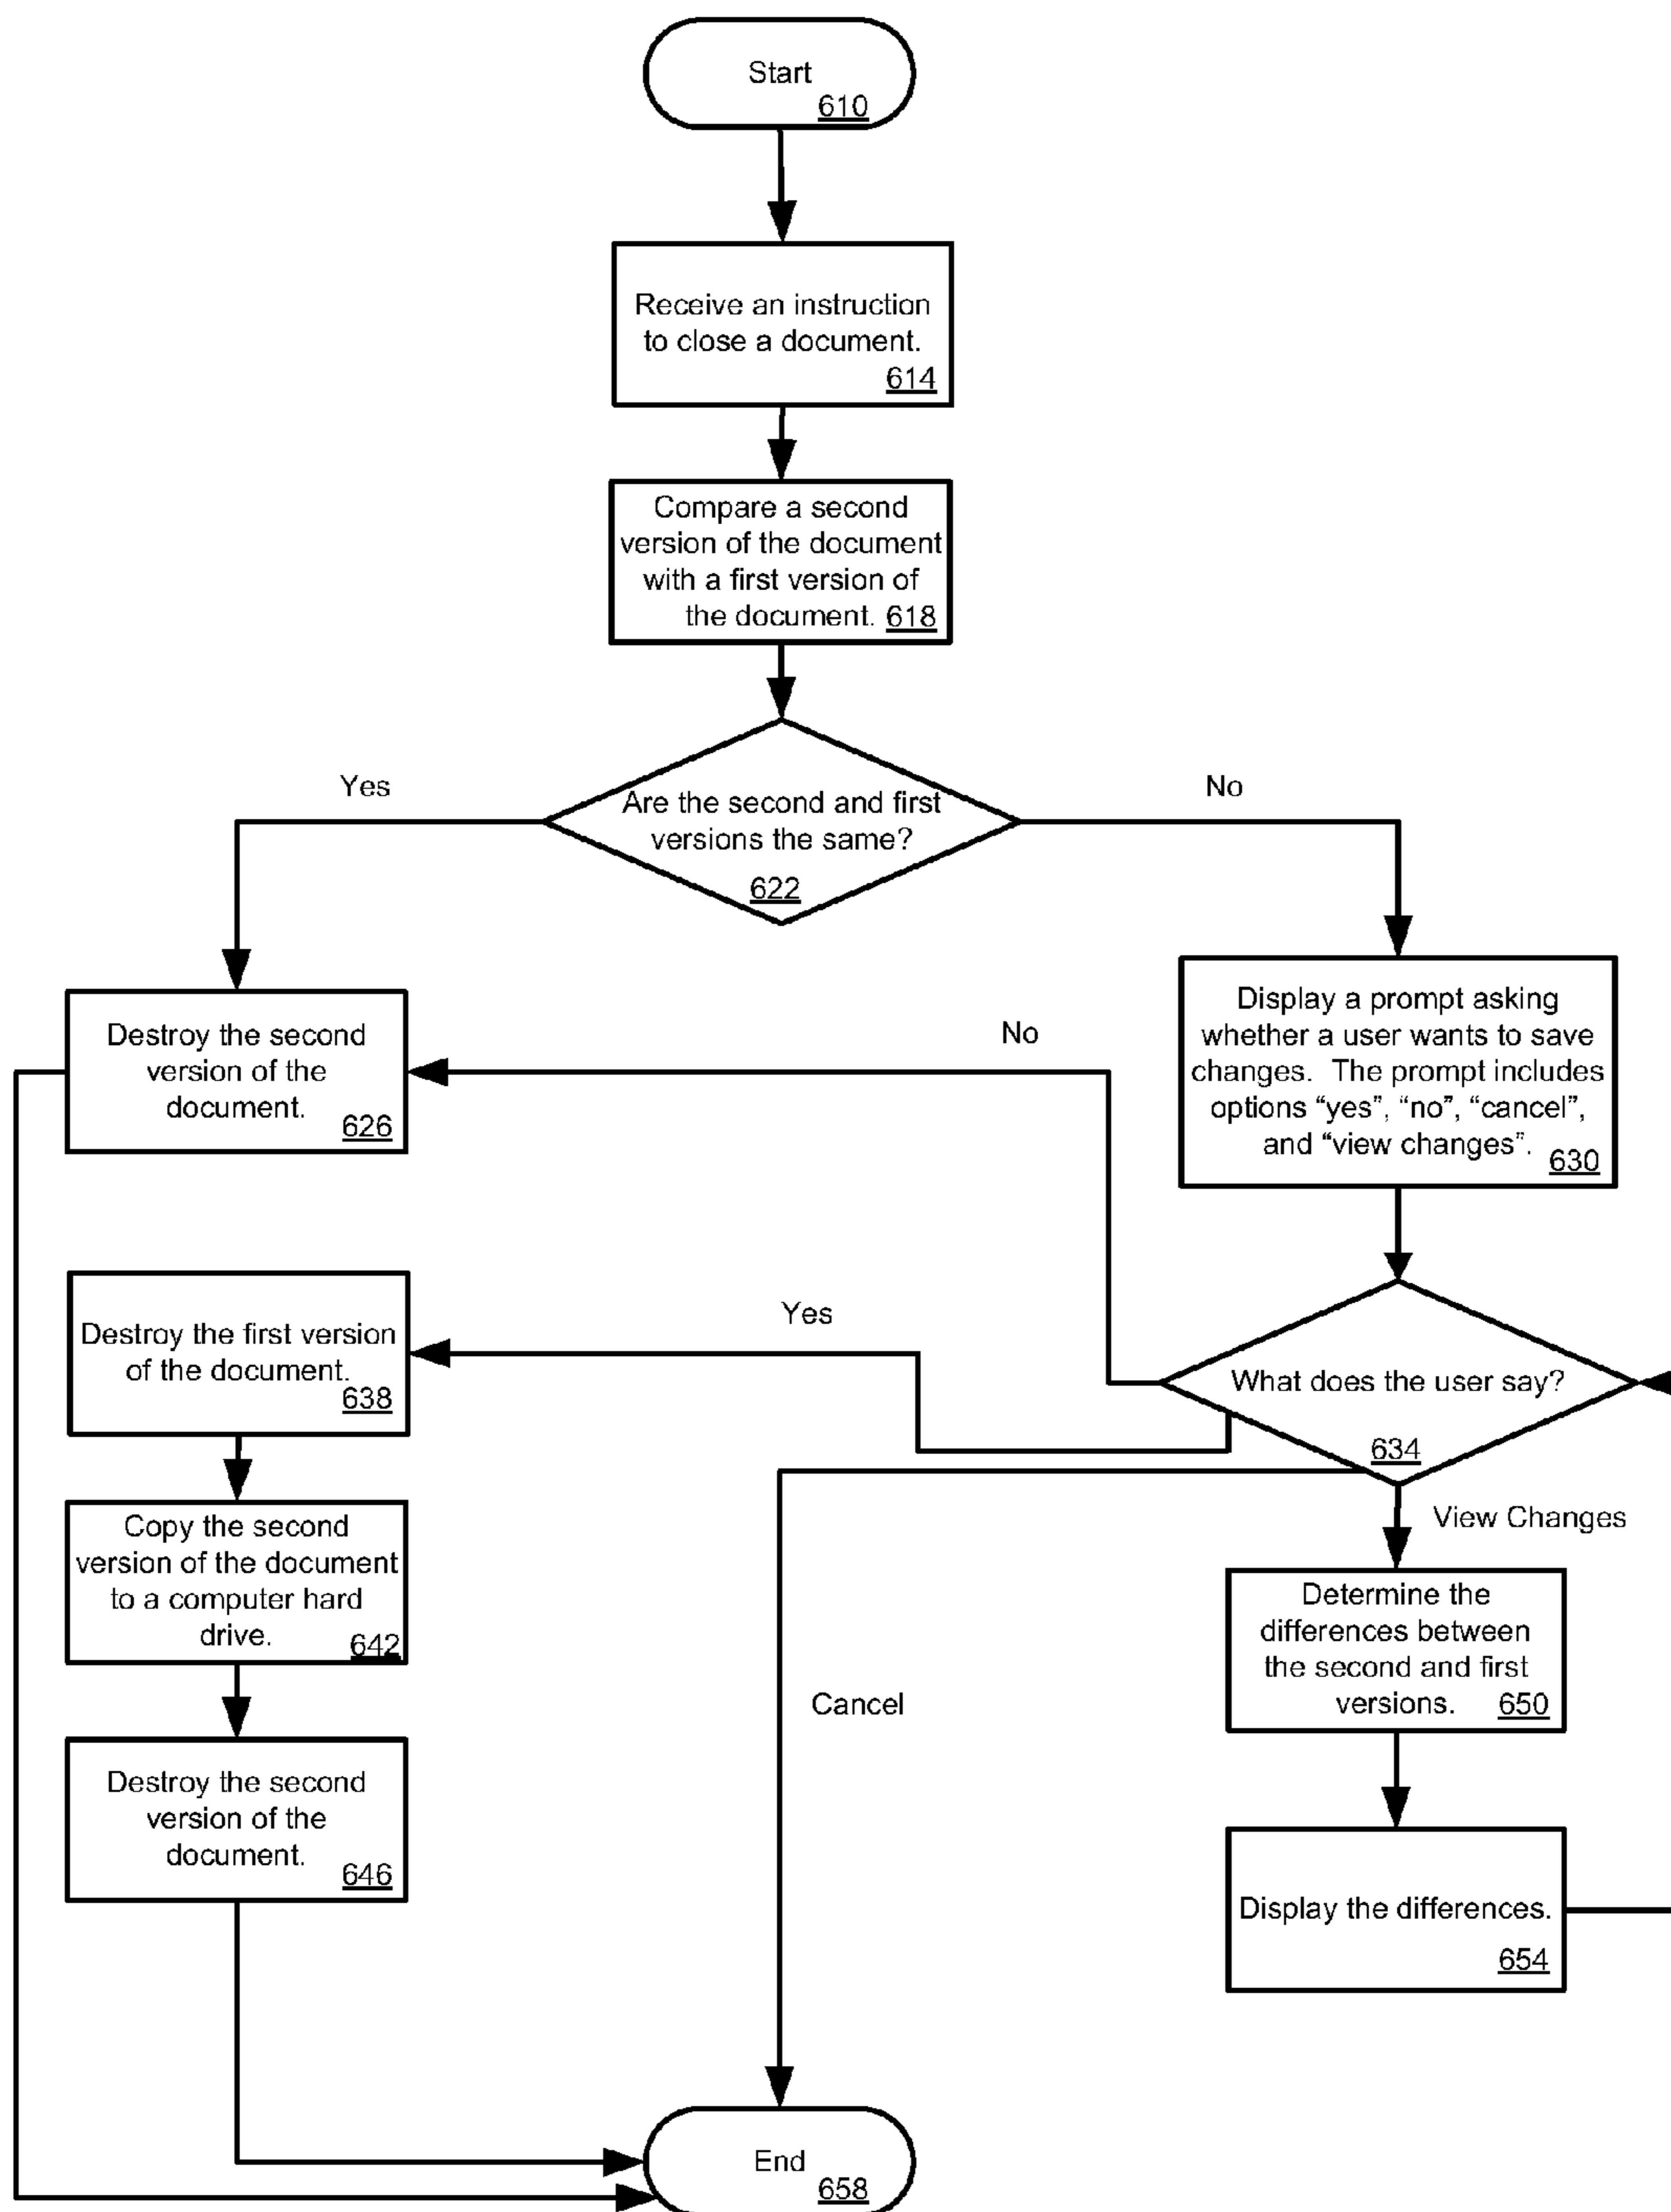 Start
610
Receive an instruction
to close a document.
614
Compare a second
version of the document
with a first version of
the document. 618
Yes
No
Are the second and first
versions the same?
622
Display a prompt asking
whether a user wants to save
changes. The prompt includes
options “yes”, “no”, “cancel”,
and “view changes”. 630
No
Destroy the second
version of the
document.
626
Yes
Destroy the first version
of the document.
638
What does the user say?
634
View Changes
Copy the second
version of the document
to a computer hard
drive. 642
Determine the
differences between
the second and first
versions. 650
Cancel
Destroy the second
version of the
document.
646
Display the differences.
654
End
658